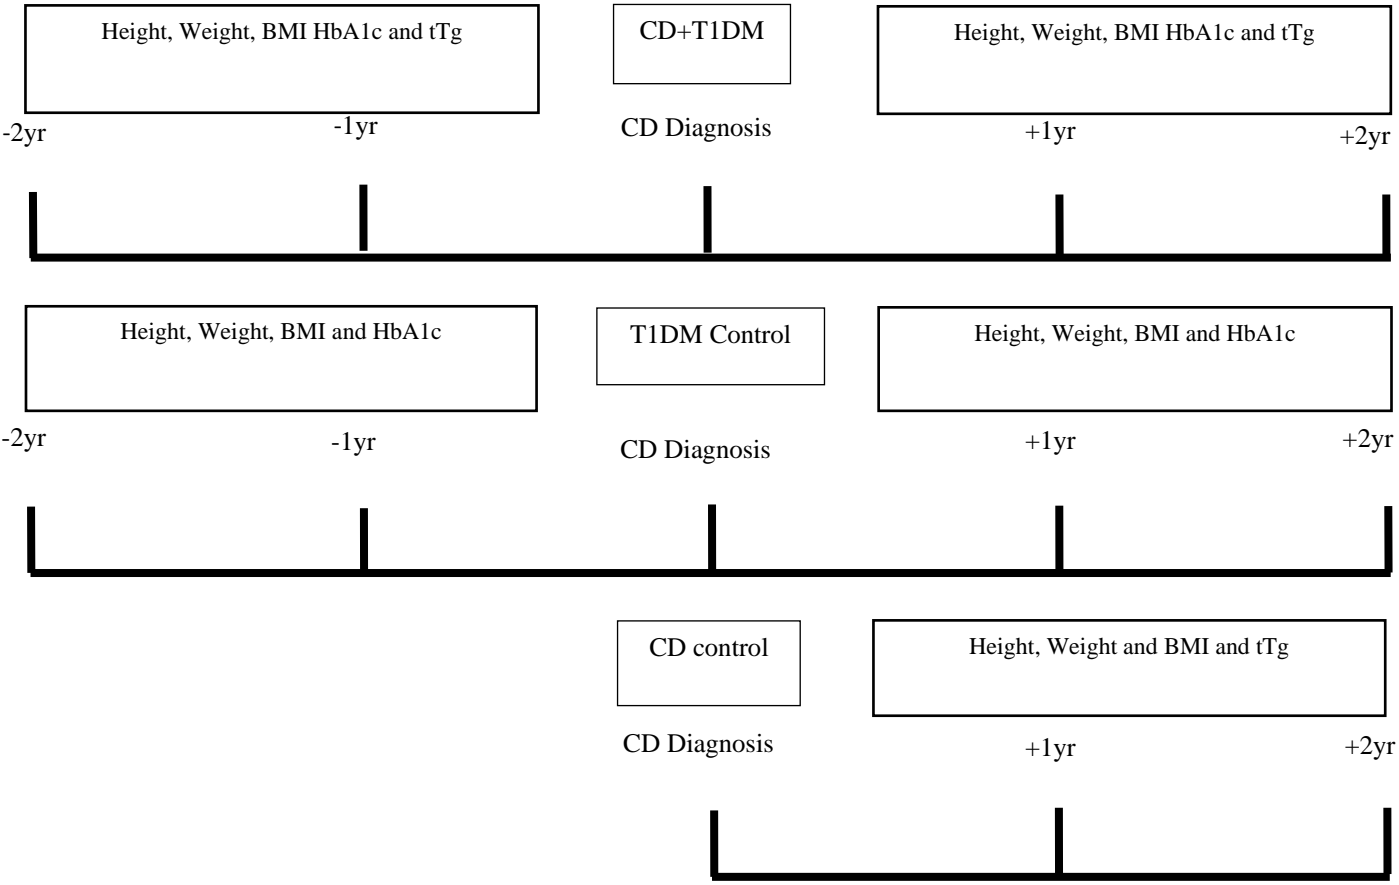 Height, Weight, BMI HbA1c and tTg
CD+T1DM
Height, Weight, BMI HbA1c and tTg
-2yr
-1yr
CD Diagnosis
+1yr
+2yr
Height, Weight, BMI and HbA1c
T1DM Control
Height, Weight, BMI and HbA1c
-2yr
-1yr
CD Diagnosis
+1yr
+2yr
CD control
Height, Weight and BMI and tTg
CD Diagnosis
+1yr
+2yr